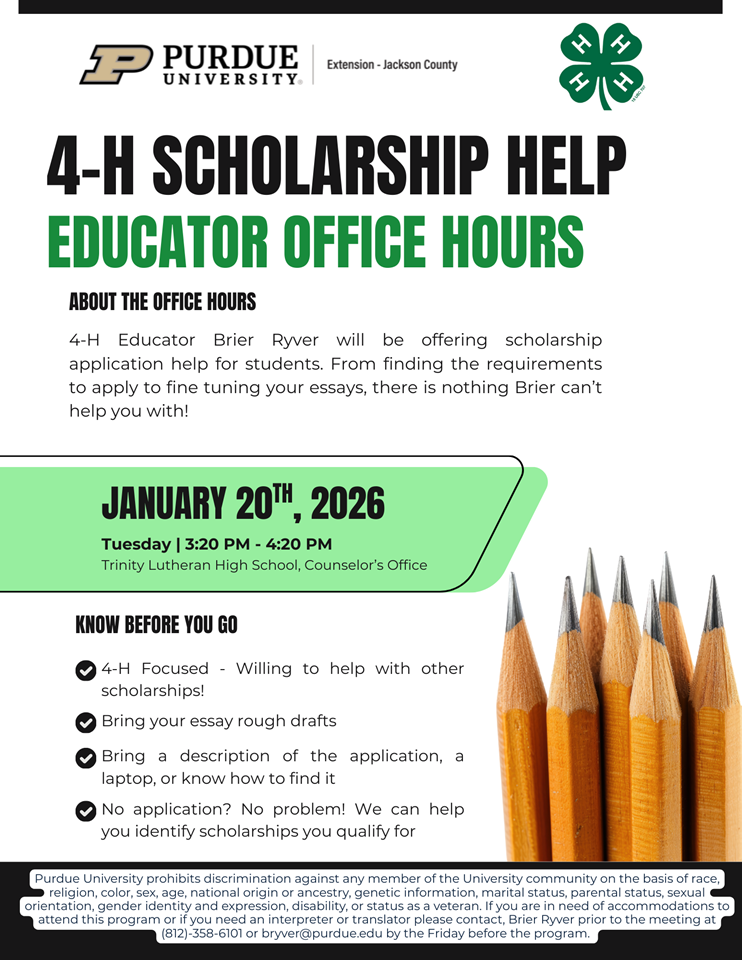 PURDUE
UNIVERSITY®
Extension - Jackson County
H H
H H
4-H SCHOLARSHIP HELP
EDUCATOR OFFICE HOURS
ABOUT THE OFFICE HOURS
4-H Educator Brier Ryver will be offering scholarship
application help for students. From finding the requirements
to apply to fine tuning your essays, there is nothing Brier can’t
help you with!
JANUARY 20TH, 2026
Tuesday | 3:20 PM - 4:20 PM
Trinity Lutheran High School, Counselor’s Office
KNOW BEFORE YOU GO
4-H Focused - Willing to help with other
scholarships!
Bring your essay rough drafts
Bring a description of the application, a
laptop, or know how to find it
No application? No problem! We can help
you identify scholarships you qualify for
Purdue University prohibits discrimination against any member of the University community on the basis of race,
religion, color, sex, age, national origin or ancestry, genetic information, marital status, parental status, sexual
orientation, gender identity and expression, disability, or status as a veteran. If you are in need of accommodations to
attend this program or if you need an interpreter or translator please contact, Brier Ryver prior to the meeting at
(812)-358-6101 or bryver@purdue.edu by the Friday before the program.